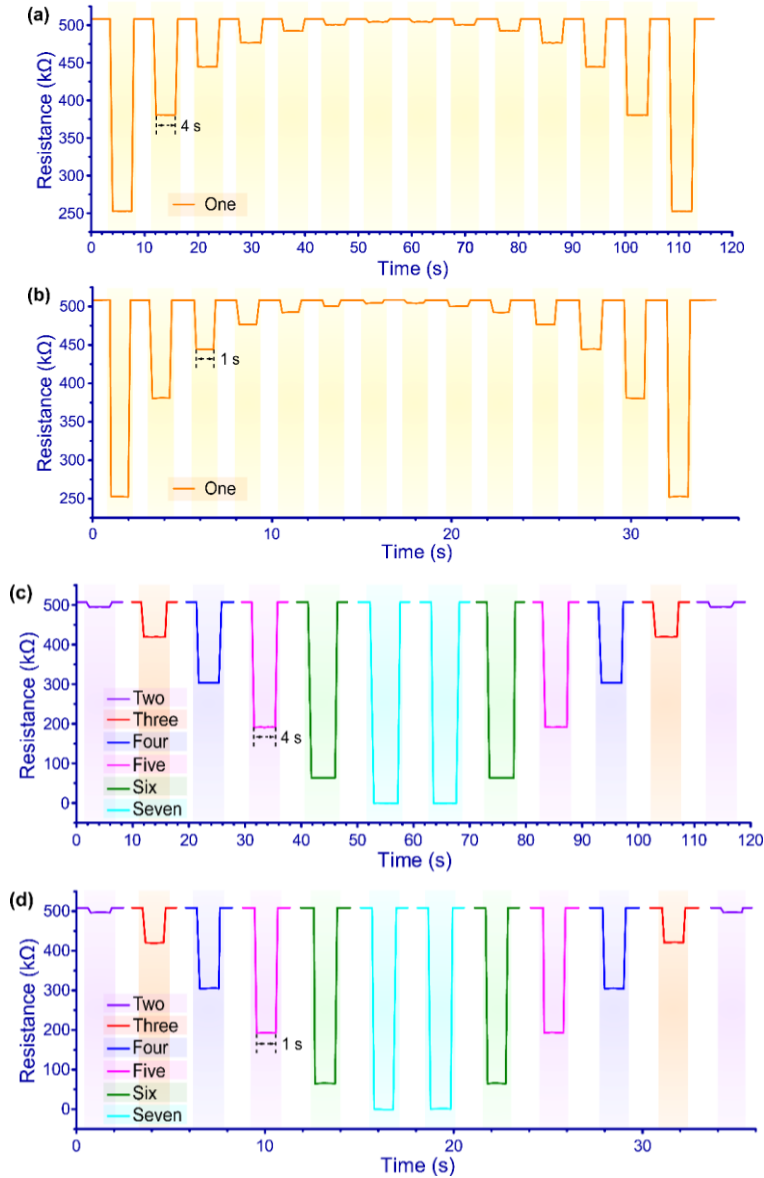 (a)
Resistance (kΩ)
500
450
400
350
300
250
4 s
One
0 10 20 30 40 50 60 70 80 90 100 110 120
Time (s)
(b)
Resistance (kΩ)
500
450
400
350
300
250
1 s
One
0 10 20 30
Time (s)
(c)
Resistance (kΩ)
500
400
300
200
100
0
Two
Three
Four
Five
Six
Seven
4 s
0 10 20 30 40 50 60 70 80 90 100 110 120
Time (s)
(d)
Resistance (kΩ)
500
400
300
200
100
0
Two
Three
Four
Five
Six
Seven
1 s
0 10 20 30
Time (s)